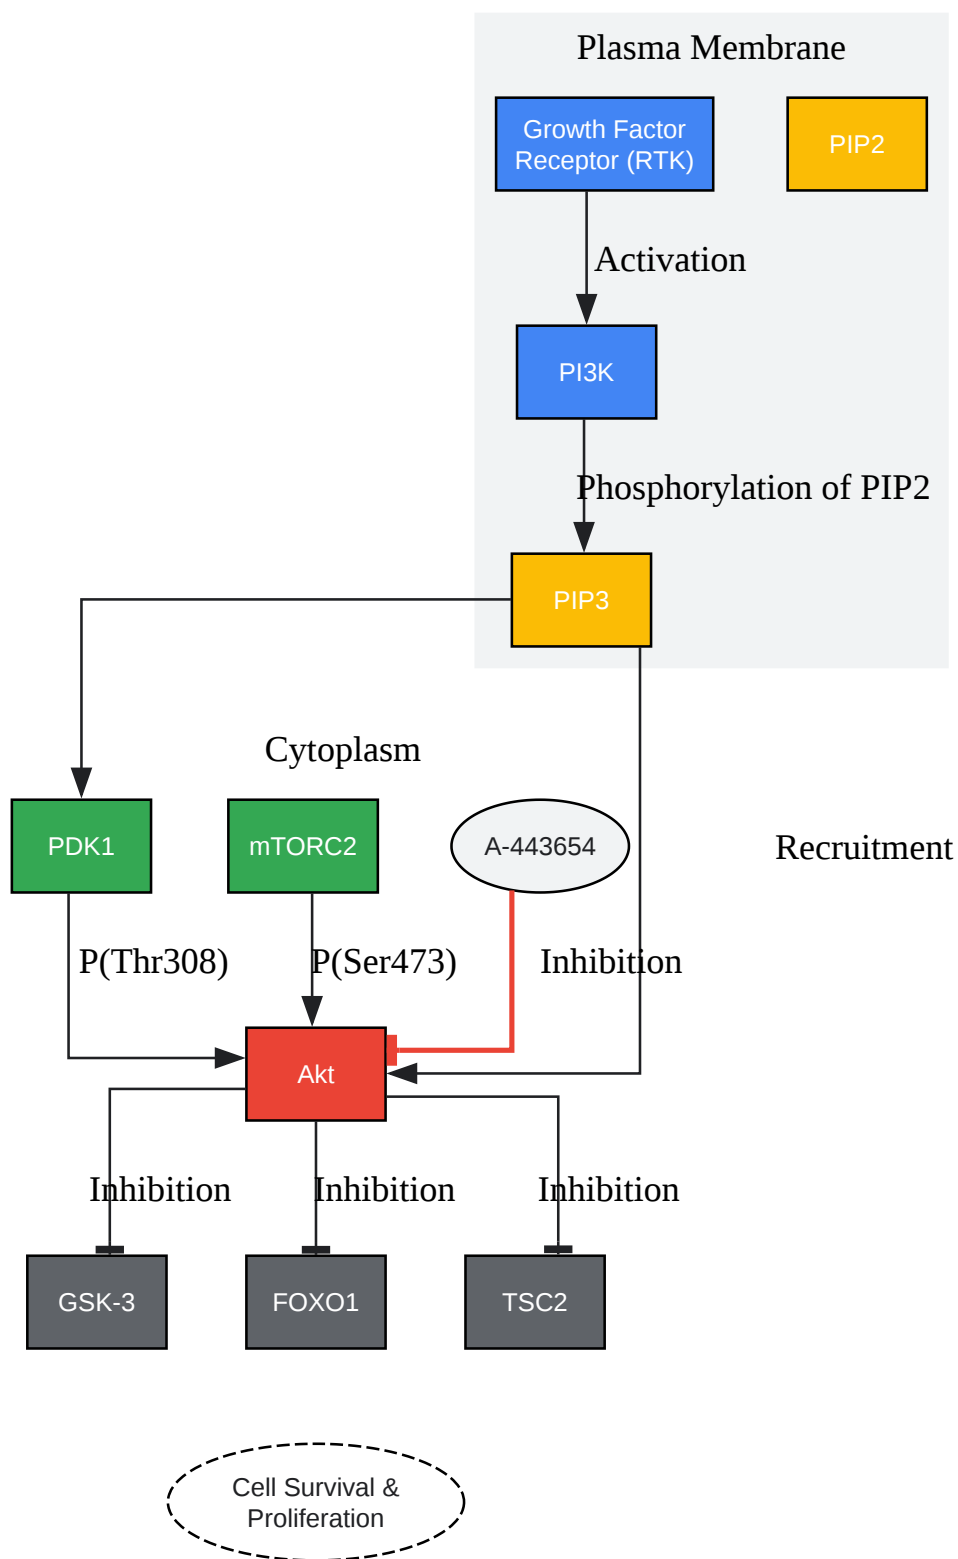 Plasma Membrane
Growth Factor
Receptor (RTK)
PIP2
Activation
PI3K
Phosphorylation of PIP2
PIP3
Cytoplasm
PDK1
mTORC2
A-443654
Recruitment
P(Thr308)
P(Ser473)
Inhibition
Akt
Inhibition
Inhibition
Inhibition
GSK-3
FOXO1
TSC2
Cell Survival &
Proliferation